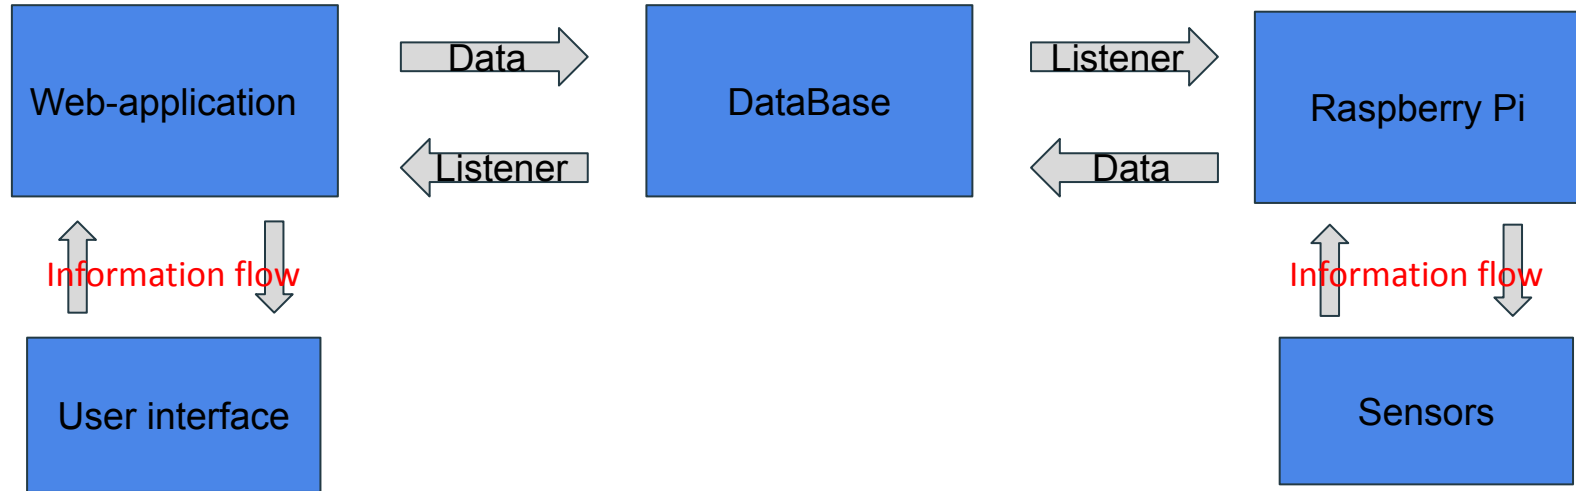 Web-application
Data
Listener
DataBase
Listener
Data
Raspberry Pi
Information flow
Information flow
User interface
Sensors